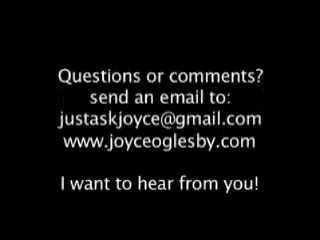 Questions or comments?
send an email to:
justaskjoyce@gmail.com
www.joyceoglesby.com
I want to hear from you!